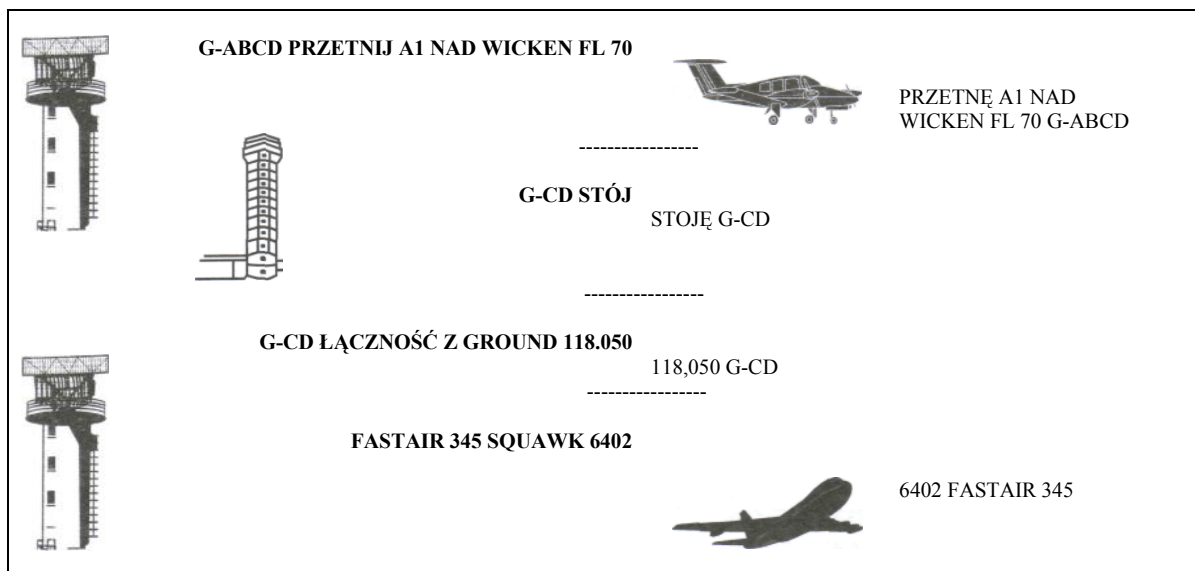 G-ABCD PRZETNIJ A1 NAD WICKEN FL 70
PRZETNĘ A1 NAD
WICKEN FL 70 G-ABCD
-----------------
G-CD STÓJ
STOJĘ G-CD
-----------------
G-CD ŁĄCZNOŚĆ Z GROUND 118.050
118,050 G-CD
-----------------
FASTAIR 345 SQUAWK 6402
6402 FASTAIR 345